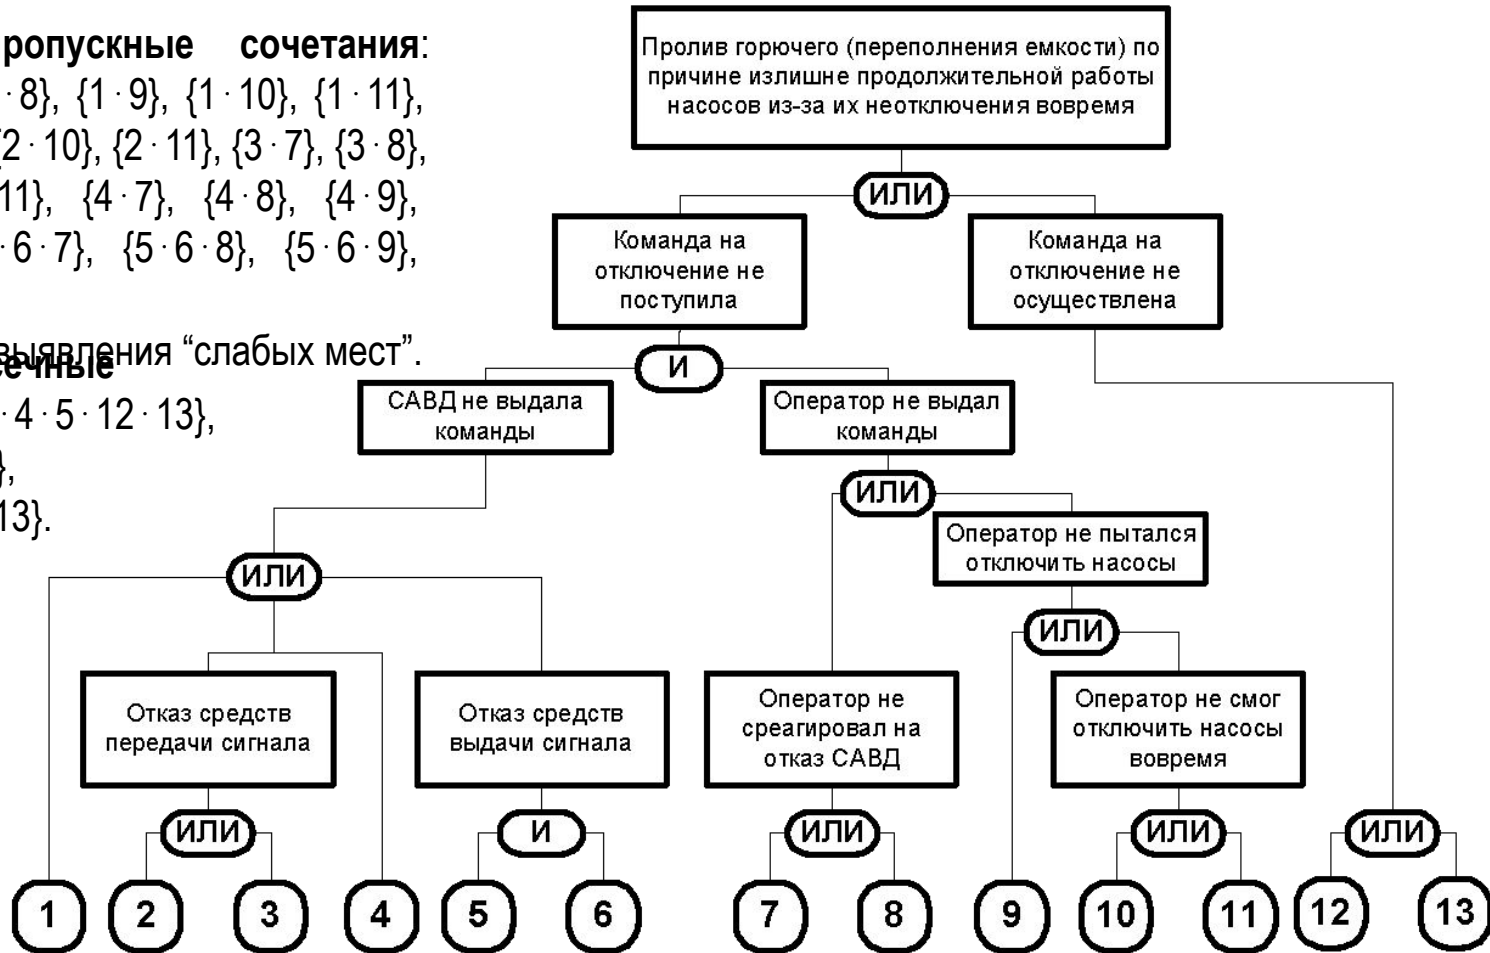 ропускные сочетания:
· 8}, {1 · 9}, {1 · 10}, {1 · 11},
{2 · 10}, {2 · 11}, {3 · 7}, {3 · 8},
11}, {4 · 7}, {4 · 8}, {4 · 9},
· 6 · 7}, {5 · 6 · 8}, {5 · 6 · 9},
выявления “слабых мест”.
сечные
· 4 · 5 · 12 · 13},
},
13}.
Пролив горючего (переполнения емкости) по
причине излишне продолжительной работы
насосов из-за их неотключения вовремя
ИЛИ
Команда на
отключение не
поступила
Команда на
отключение не
осуществлена
И
САВД не выдала
команды
Оператор не выдал
команды
ИЛИ
Оператор не пытался
отключить насосы
ИЛИ
ИЛИ
Отказ средств
передачи сигнала
Отказ средств
выдачи сигнала
Оператор не
среагировал на
отказ САВД
Оператор не смог
отключить насосы
вовремя
ИЛИ
И
ИЛИ
ИЛИ
ИЛИ
1
2
3
4
5
6
7
8
9
10
11
12
13